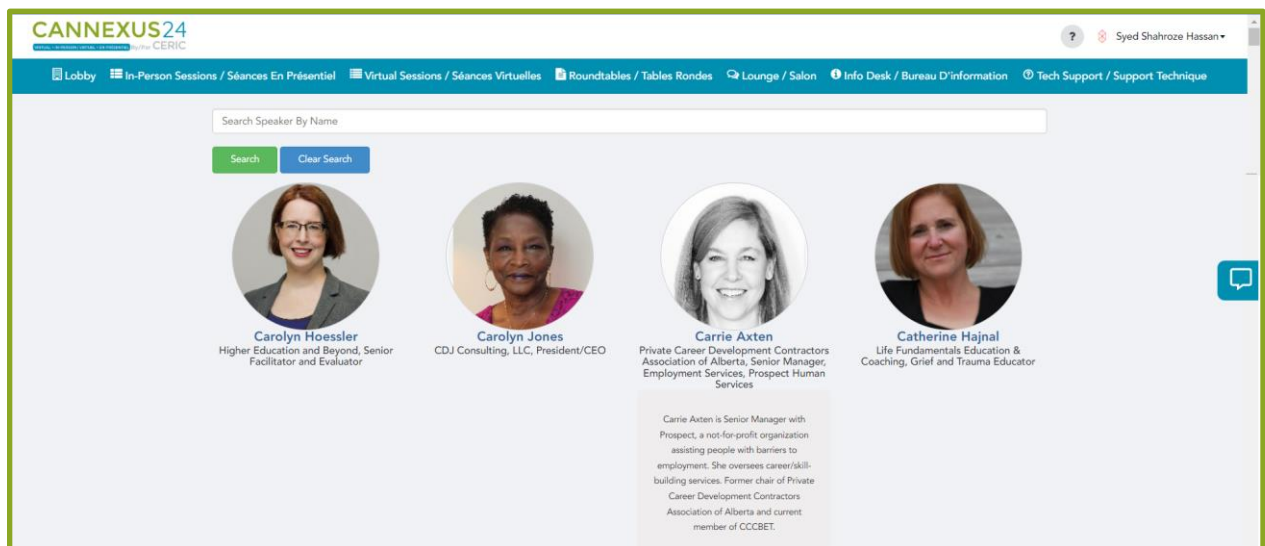 CANNEXUS24
By/Par CERIC
? Syed Shahroze Hassan
Lobby In-Person Sessions / Séances En Présentiel Virtual Sessions / Séances Virtuelles Roundtables / Tables Rondes Lounge / Salon Info Desk / Bureau D'information Tech Support / Support Technique
Search Speaker By Name
Search Clear Search
Carolyn Hoessler
Higher Education and Beyond, Senior
Facilitator and Evaluator
Carolyn Jones
CDJ Consulting, LLC, President/CEO
Carrie Axten
Private Career Development Contractors
Association of Alberta, Senior Manager,
Employment Services, Prospect Human
Services
Carrie Axten is Senior Manager with
Prospect, a not-for-profit organization
assisting people with barriers to
employment. She oversees career/skill-
building services. Former chair of Private
Career Development Contractors
Association of Alberta and current
member of CCCBET.
Catherine Hajnal
Life Fundamentals Education &
Coaching, Grief and Trauma Educator